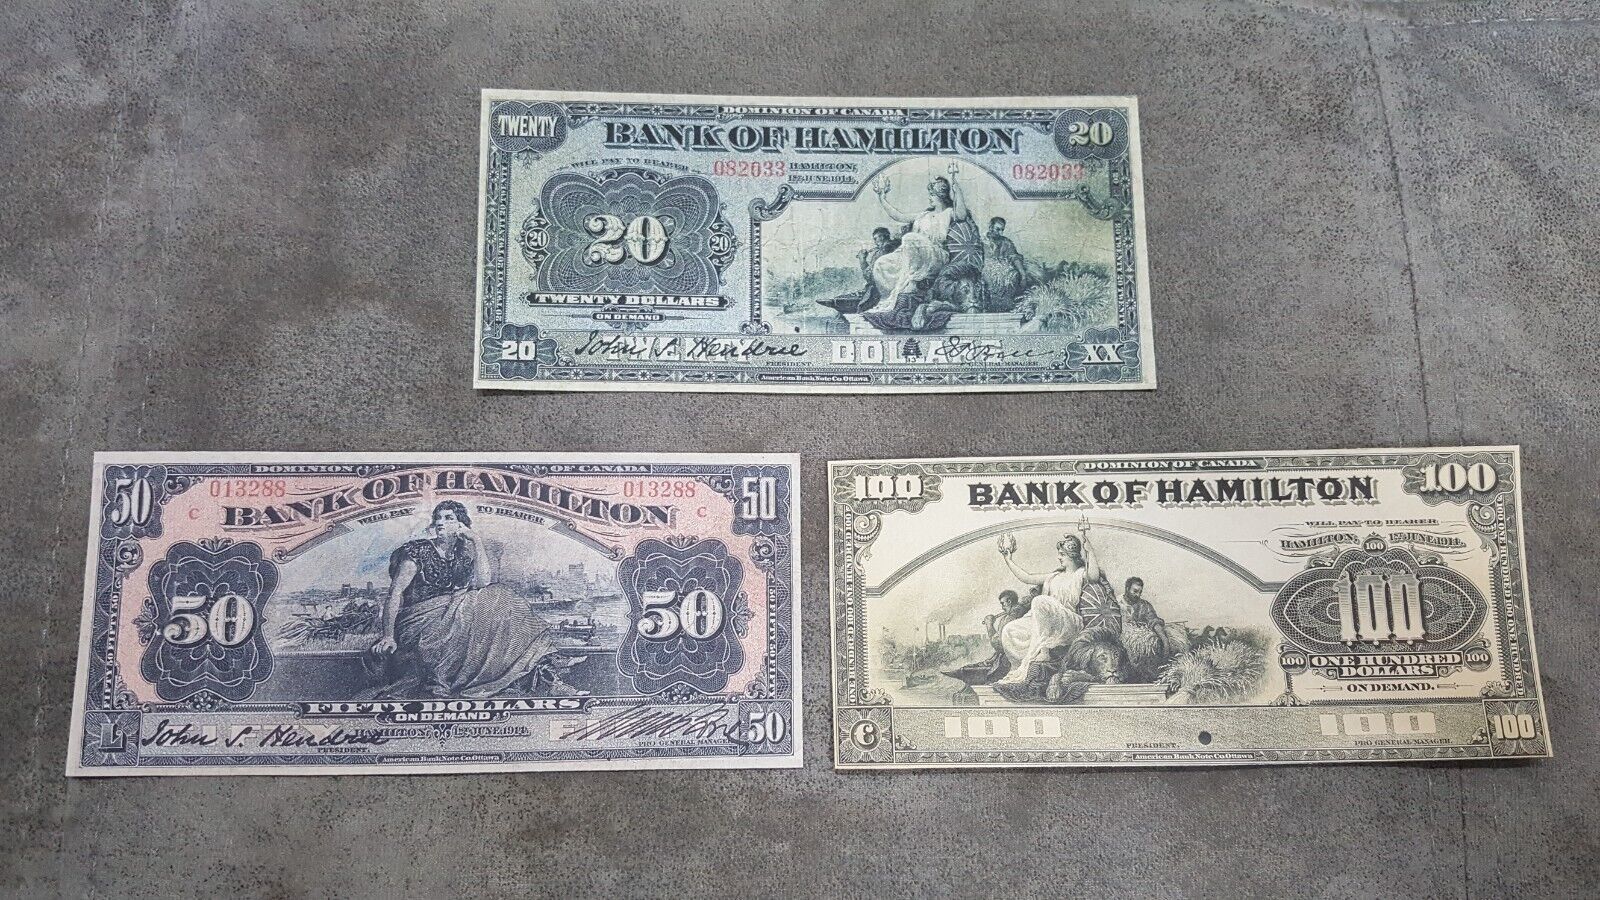 DOMINION OF CANADA
TWENTY BANK OF HAMILTON 20
WILL PAY TO BEARER 082033 HAMILTON, 082033
1ST JUNE, 1914.
20 20 20
TWENTY DOLLARS
ON DEMAND
20 John S. Hendrie DOLLARS XX
PRESIDENT.
American Bank Note Co. Ottawa.
DOMINION OF CANADA
50 013288 013288 50
C BANK OF HAMILTON C
WILL PAY TO BEARER
50 50
FIFTY DOLLARS
ON DEMAND
L John S. Hendrie 50
HAMILTON, 1ST JUNE, 1914.
PRESIDENT. PRO GENERAL MANAGER.
American Bank Note Co. Ottawa
DOMINION OF CANADA
100 BANK OF HAMILTON 100
WILL PAY TO BEARER
HAMILTON, 100 1ST JUNE, 1914.
100
100 ONE HUNDRED 100
DOLLARS
ON DEMAND.
C 100 100 100
PRESIDENT. PRO GENERAL MANAGER.
American Bank Note Co. Ottawa